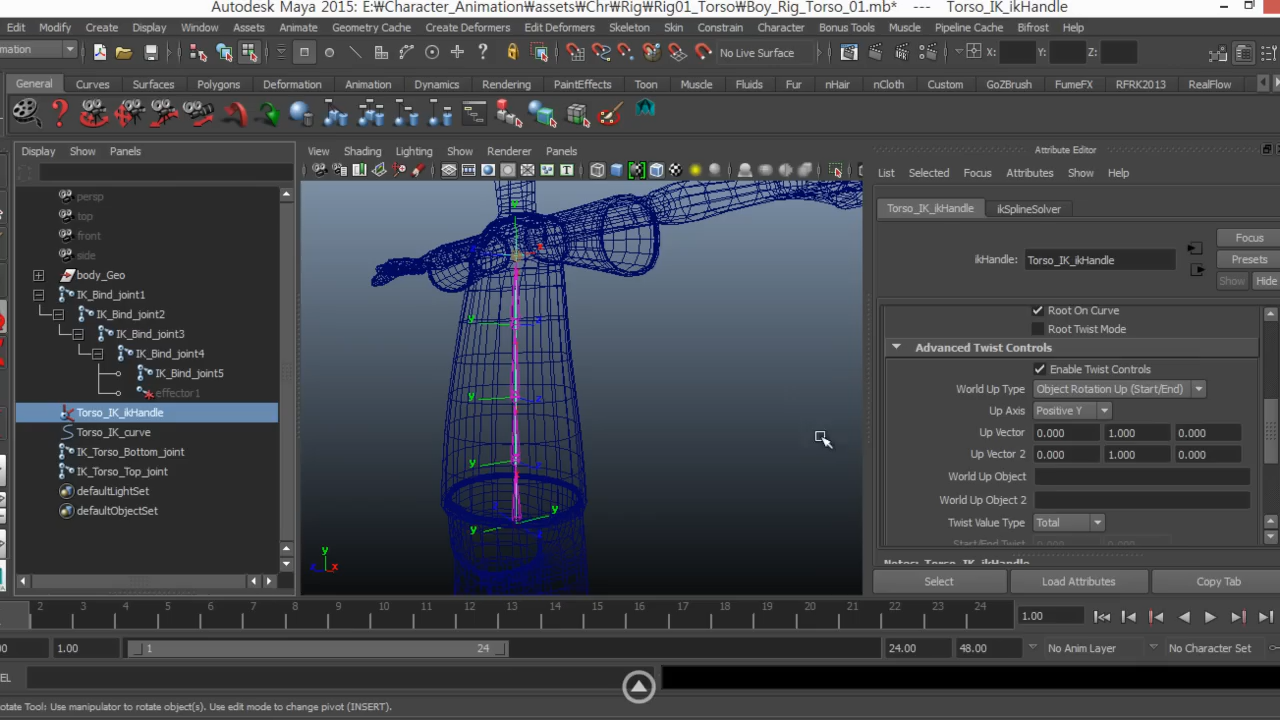 Autodesk Maya 2015: E:₩Character_Animation₩assets₩Chr₩Rig₩Rig01_Torso₩Boy_Rig_Torso_01.mb* --- Torso_IK_ikHandle
Edit Modify Create Display Window Assets Animate Geometry Cache Create Deformers Edit Deformers Skeleton Skin Constrain Character Bonus Tools Muscle Pipeline Cache Bifrost Help
mation No Live Surface X: Y: Z:
General Curves Surfaces Polygons Deformation Animation Dynamics Rendering PaintEffects Toon Muscle Fluids Fur nHair nCloth Custom GoZBrush FumeFX RFRK2013 RealFlow
Attribute Editor
Display Show Panels
View Shading Lighting Show Renderer Panels
List Selected Focus Attributes Show Help
persp
top
front
side
body_Geo
IK_Bind_joint1
IK_Bind_joint2
IK_Bind_joint3
IK_Bind_joint4
IK_Bind_joint5
effector1
Torso_IK_ikHandle
Torso_IK_curve
IK_Torso_Bottom_joint
IK_Torso_Top_joint
defaultLightSet
defaultObjectSet
Torso_IK_ikHandle ikSplineSolver
Focus
ikHandle: Torso_IK_ikHandle
Presets
Show Hide
Root On Curve
Root Twist Mode
Advanced Twist Controls
Enable Twist Controls
World Up Type Object Rotation Up (Start/End)
Up Axis Positive Y
Up Vector 0.000 1.000 0.000
Up Vector 2 0.000 1.000 0.000
World Up Object
World Up Object 2
Twist Value Type Total
Start/End Twist 0.000 0.000
Notes: Torso_IK_ikHandle
Select Load Attributes Copy Tab
2 3 4 5 6 7 8 9 10 11 12 13 14 15 16 17 18 19 20 21 22 23 24 1.00
1.00 1 24 24.00 48.00 No Anim Layer No Character Set
EL
otate Tool: Use manipulator to rotate object(s). Use edit mode to change pivot (INSERT).